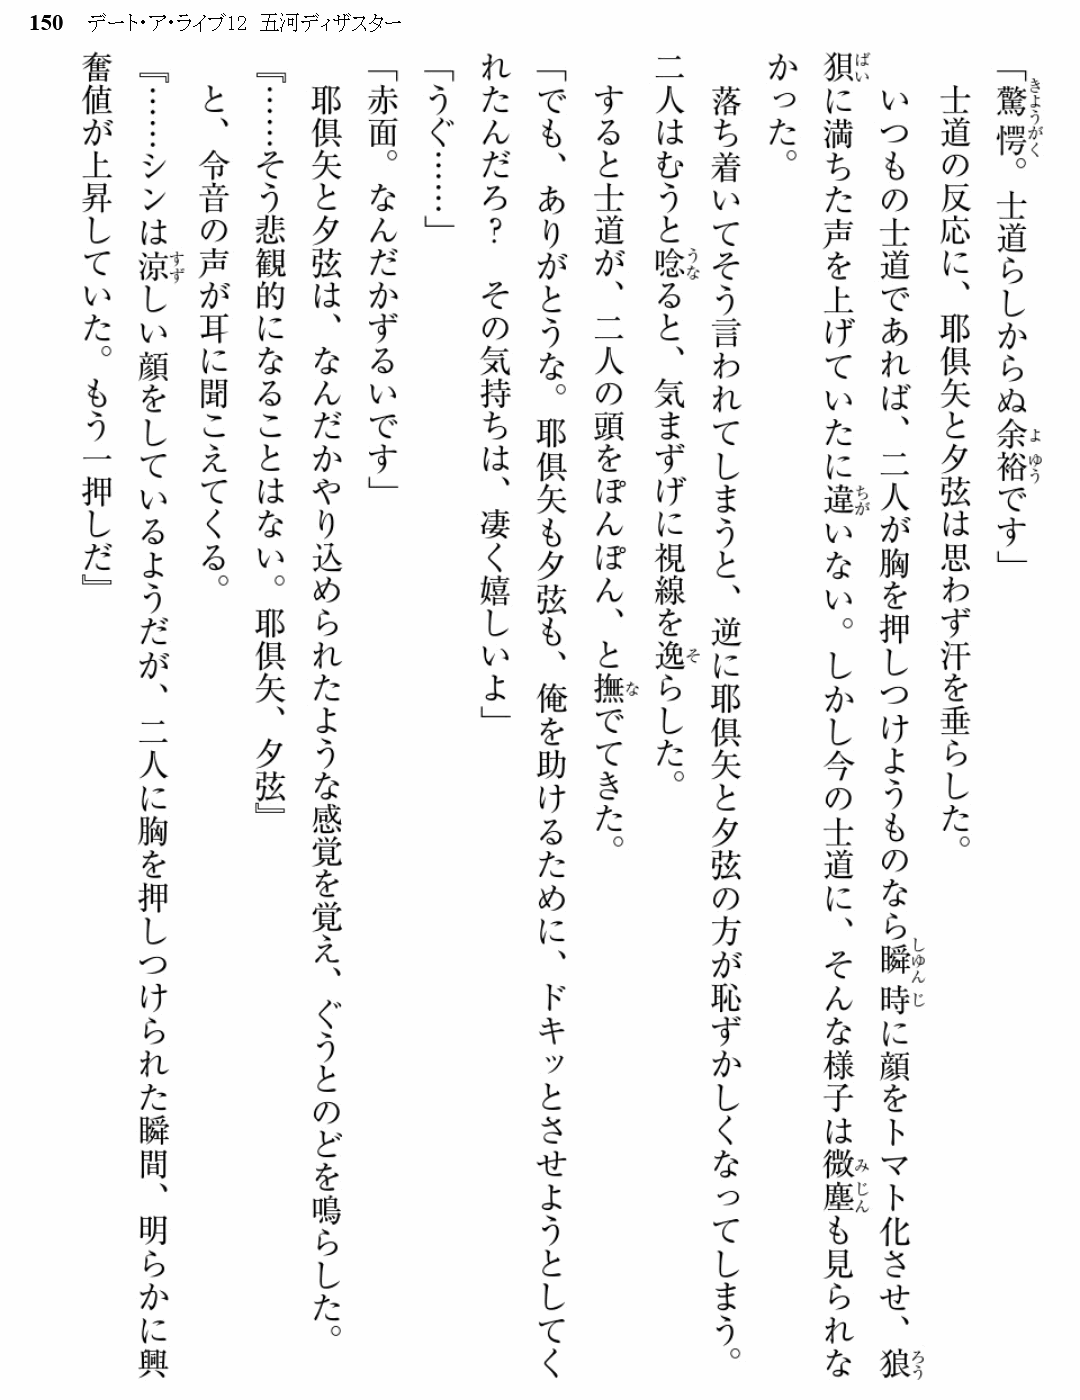 150 デート・ア・ライブ12 五河ディザスター
「驚愕。士道らしからぬ余裕です」
士道の反応に、耶倶矢と夕弦は思わず汗を垂らした。
いつもの士道であれば、二人が胸を押しつけようものなら瞬時に顔をトマト化させ、狼
狽に満ちた声を上げていたに違いない。しかし今の士道に、そんな様子は微塵も見られな
かった。
落ち着いてそう言われてしまうと、逆に耶倶矢と夕弦の方が恥ずかしくなってしまう。
二人はむうと唸ると、気まずげに視線を逸らした。
すると士道が、二人の頭をぽんぽん、と撫でてきた。
「でも、ありがとうな。耶倶矢も夕弦も、俺を助けるために、ドキッとさせようとしてく
れたんだろ？　その気持ちは、凄く嬉しいよ」
「うぐ……」
「赤面。なんだかずるいです」
耶倶矢と夕弦は、なんだかやり込められたような感覚を覚え、ぐうとのどを鳴らした。
『……そう悲観的になることはない。耶倶矢、夕弦』
と、令音の声が耳に聞こえてくる。
『……シンは涼しい顔をしているようだが、二人に胸を押しつけられた瞬間、明らかに興
奮値が上昇していた。もう一押しだ』